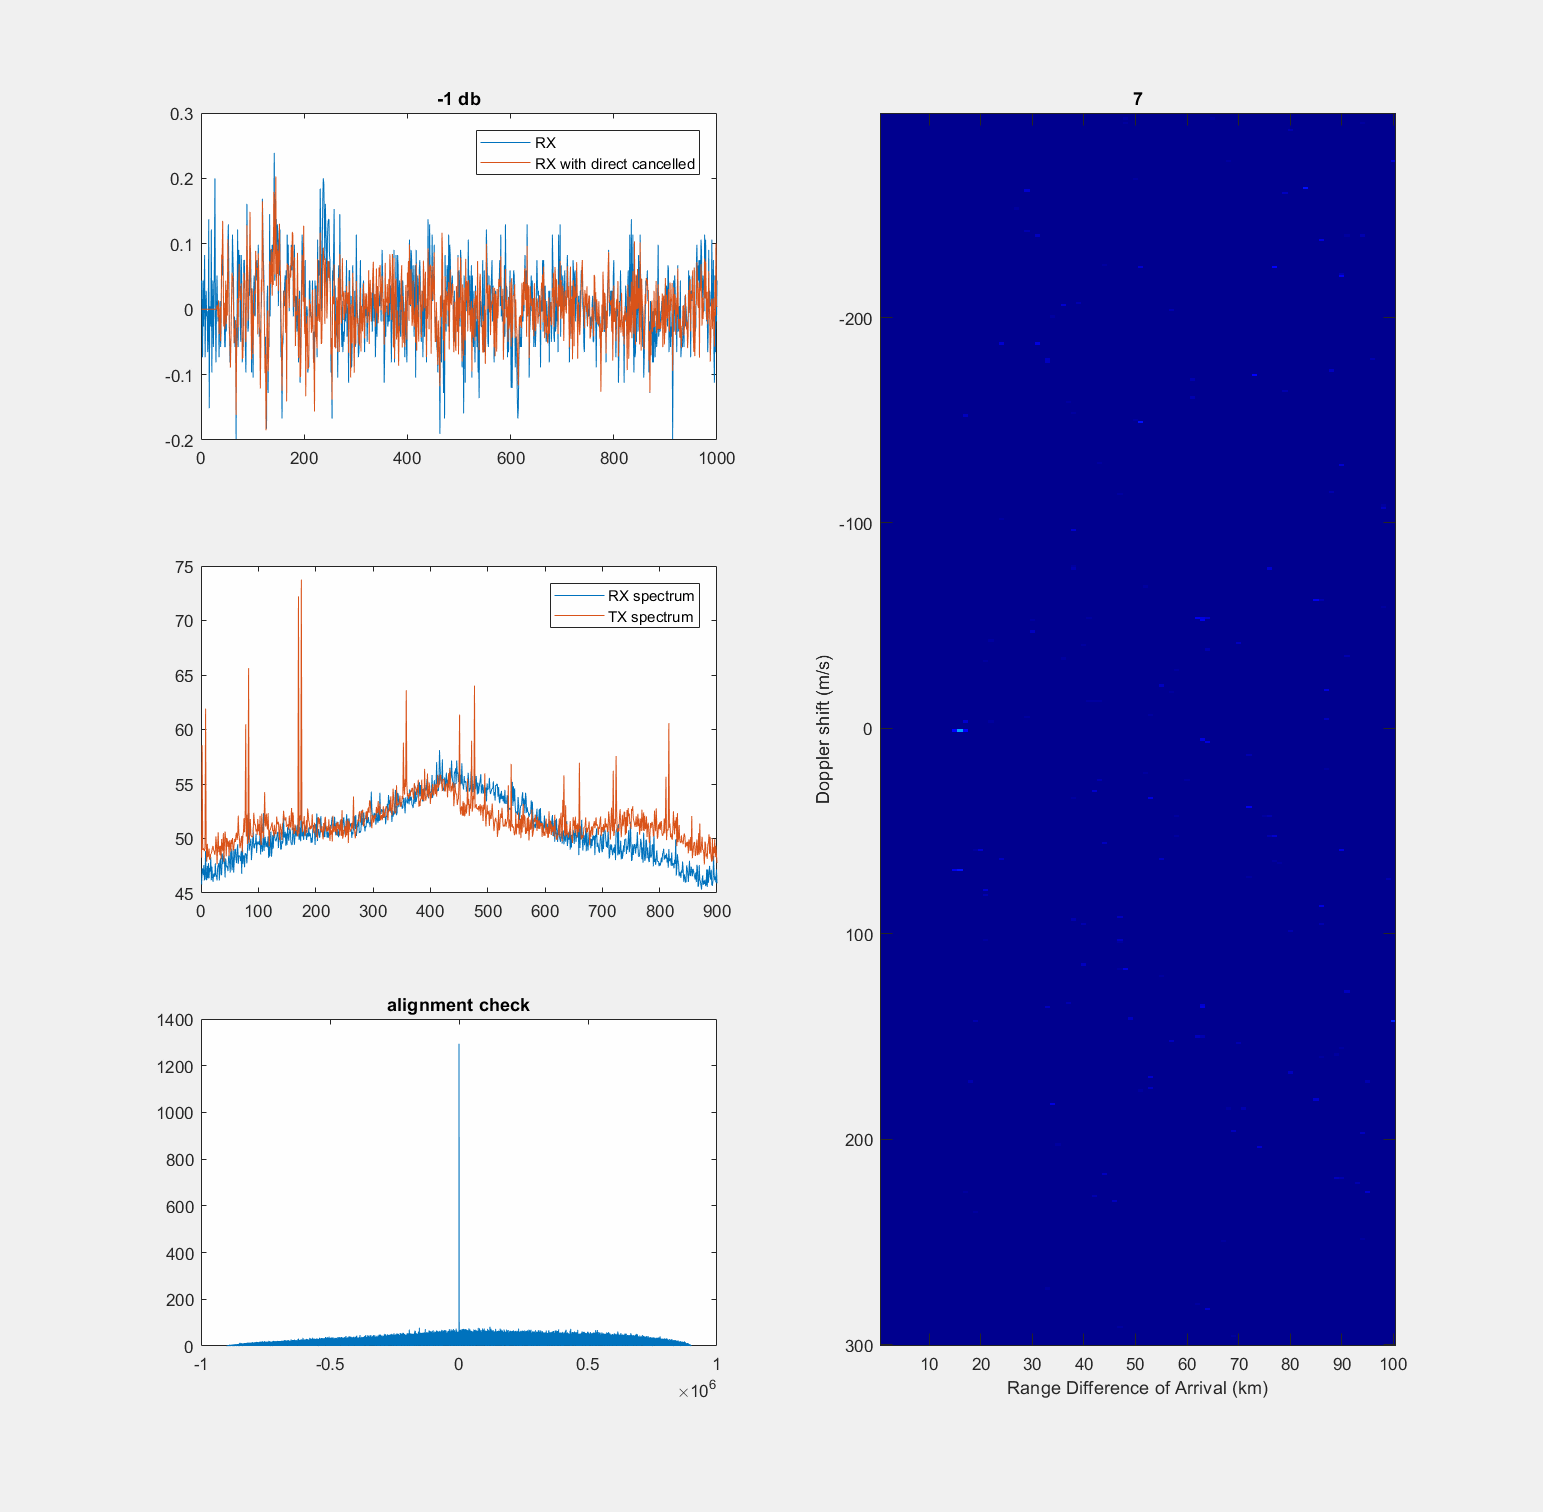 -1 db
0.3
0.2
0.1
0
-0.1
-0.2
0 200 400 600 800 1000
RX
RX with direct cancelled
75
70
65
60
55
50
45
0 100 200 300 400 500 600 700 800 900
RX spectrum
TX spectrum
alignment check
1400
1200
1000
800
600
400
200
0
-1 -0.5 0 0.5 1
×10⁶
7
-200
-100
0
100
200
300
Doppler shift (m/s)
10 20 30 40 50 60 70 80 90 100
Range Difference of Arrival (km)